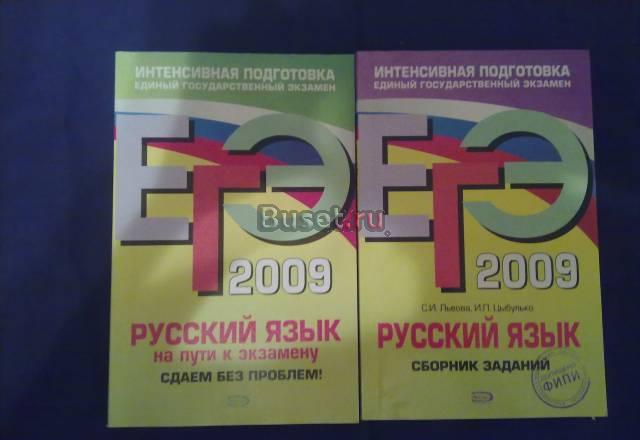 ИНТЕНСИВНАЯ ПОДГОТОВКА
ЕДИНЫЙ ГОСУДАРСТВЕННЫЙ ЭКЗАМЕН
ЕГЭ
2009
РУССКИЙ ЯЗЫК
на пути к экзамену
СДАЕМ БЕЗ ПРОБЛЕМ!
ИНТЕНСИВНАЯ ПОДГОТОВКА
ЕДИНЫЙ ГОСУДАРСТВЕННЫЙ ЭКЗАМЕН
ЕГЭ
2009
С.И. Львова, И.П. Цыбулько
РУССКИЙ ЯЗЫК
СБОРНИК ЗАДАНИЙ
ФИПИ
Buset.ru